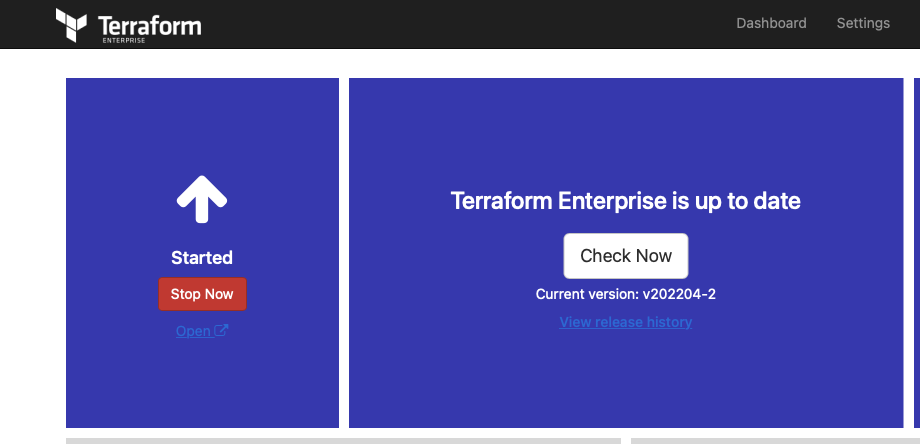 Terraform
ENTERPRISE
Dashboard
Settings
Started
Stop Now
Open
Terraform Enterprise is up to date
Check Now
Current version: v202204-2
View release history